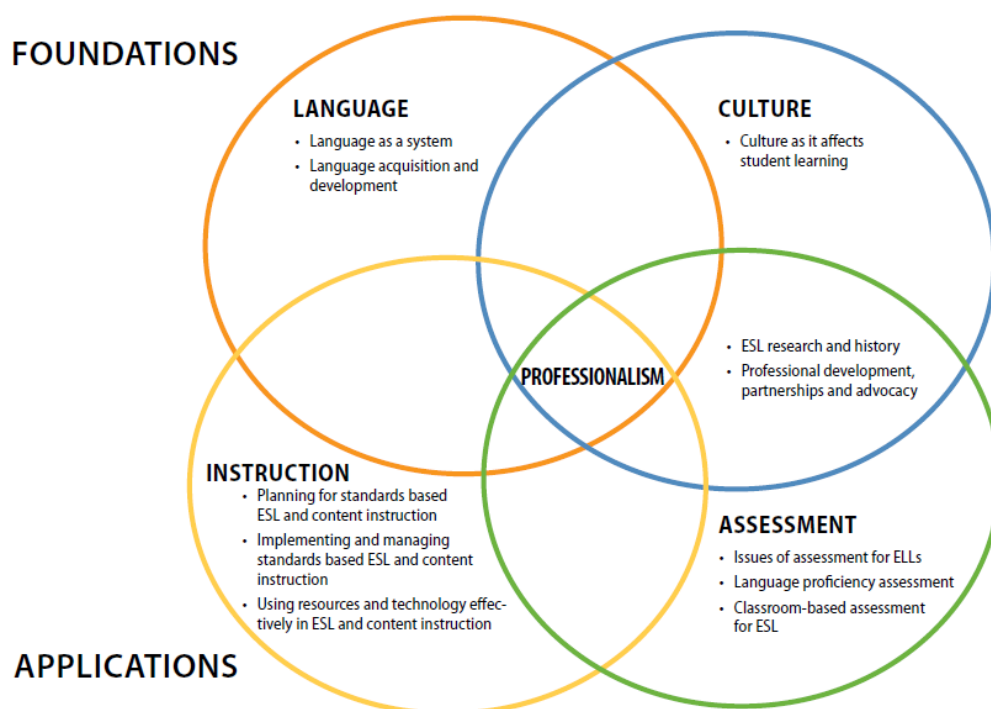 FOUNDATIONS
LANGUAGE
• Language as a system
• Language acquisition and
development
CULTURE
• Culture as it affects
student learning
PROFESSIONALISM
• ESL research and history
• Professional development,
partnerships and advocacy
INSTRUCTION
• Planning for standards based
ESL and content instruction
• Implementing and managing
standards based ESL and content
instruction
• Using resources and technology effec-
tively in ESL and content instruction
ASSESSMENT
• Issues of assessment for ELLs
• Language proficiency assessment
• Classroom-based assessment
for ESL
APPLICATIONS